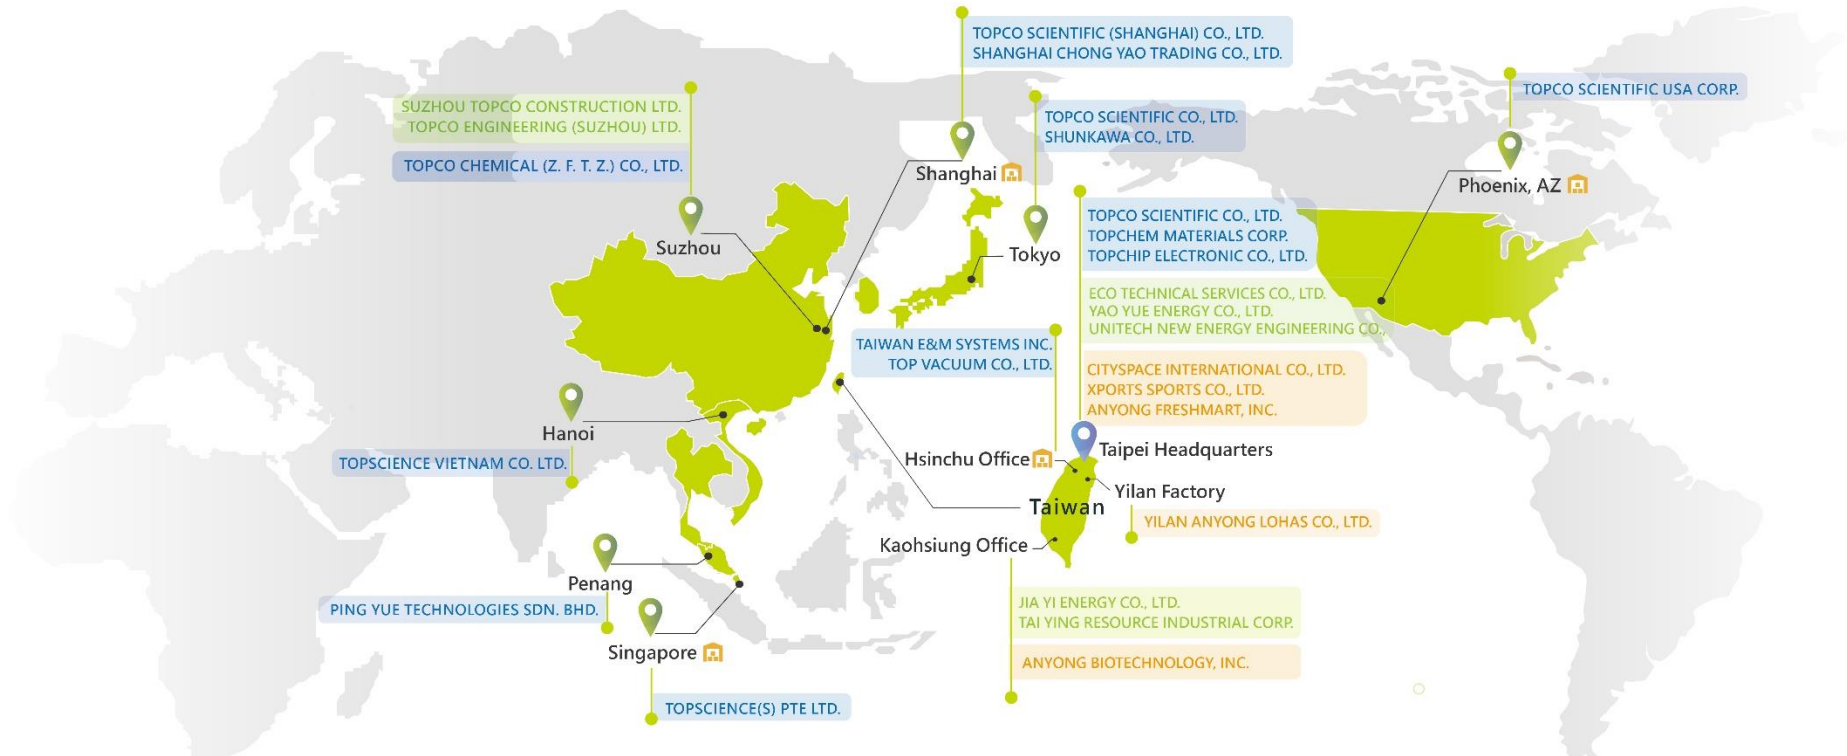 TOPCO SCIENTIFIC (SHANGHAI) CO., LTD.
SHANGHAI CHONG YAO TRADING CO., LTD.
Shanghai
SUZHOU TOPCO CONSTRUCTION LTD.
TOPCO ENGINEERING (SUZHOU) LTD.
TOPCO CHEMICAL (Z. F. T. Z.) CO., LTD.
Suzhou
TOPCO SCIENTIFIC CO., LTD.
SHUNKAWA CO., LTD.
Tokyo
TOPCO SCIENTIFIC USA CORP.
Phoenix, AZ
TOPCO SCIENTIFIC CO., LTD.
TOPCHEM MATERIALS CORP.
TOPCHIP ELECTRONIC CO., LTD.
ECO TECHNICAL SERVICES CO., LTD.
YAO YUE ENERGY CO., LTD.
UNITECH NEW ENERGY ENGINEERING CO.,
CITYSPACE INTERNATIONAL CO., LTD.
XPORTS SPORTS CO., LTD.
ANYONG FRESHMART, INC.
Taipei Headquarters
TAIWAN E&M SYSTEMS INC.
TOP VACUUM CO., LTD.
Hsinchu Office
Yilan Factory
YILAN ANYONG LOHAS CO., LTD.
Taiwan
Kaohsiung Office
JIA YI ENERGY CO., LTD.
TAI YING RESOURCE INDUSTRIAL CORP.
ANYONG BIOTECHNOLOGY, INC.
Hanoi
TOPSCIENCE VIETNAM CO. LTD.
Penang
PING YUE TECHNOLOGIES SDN. BHD.
Singapore
TOPSCIENCE(S) PTE LTD.